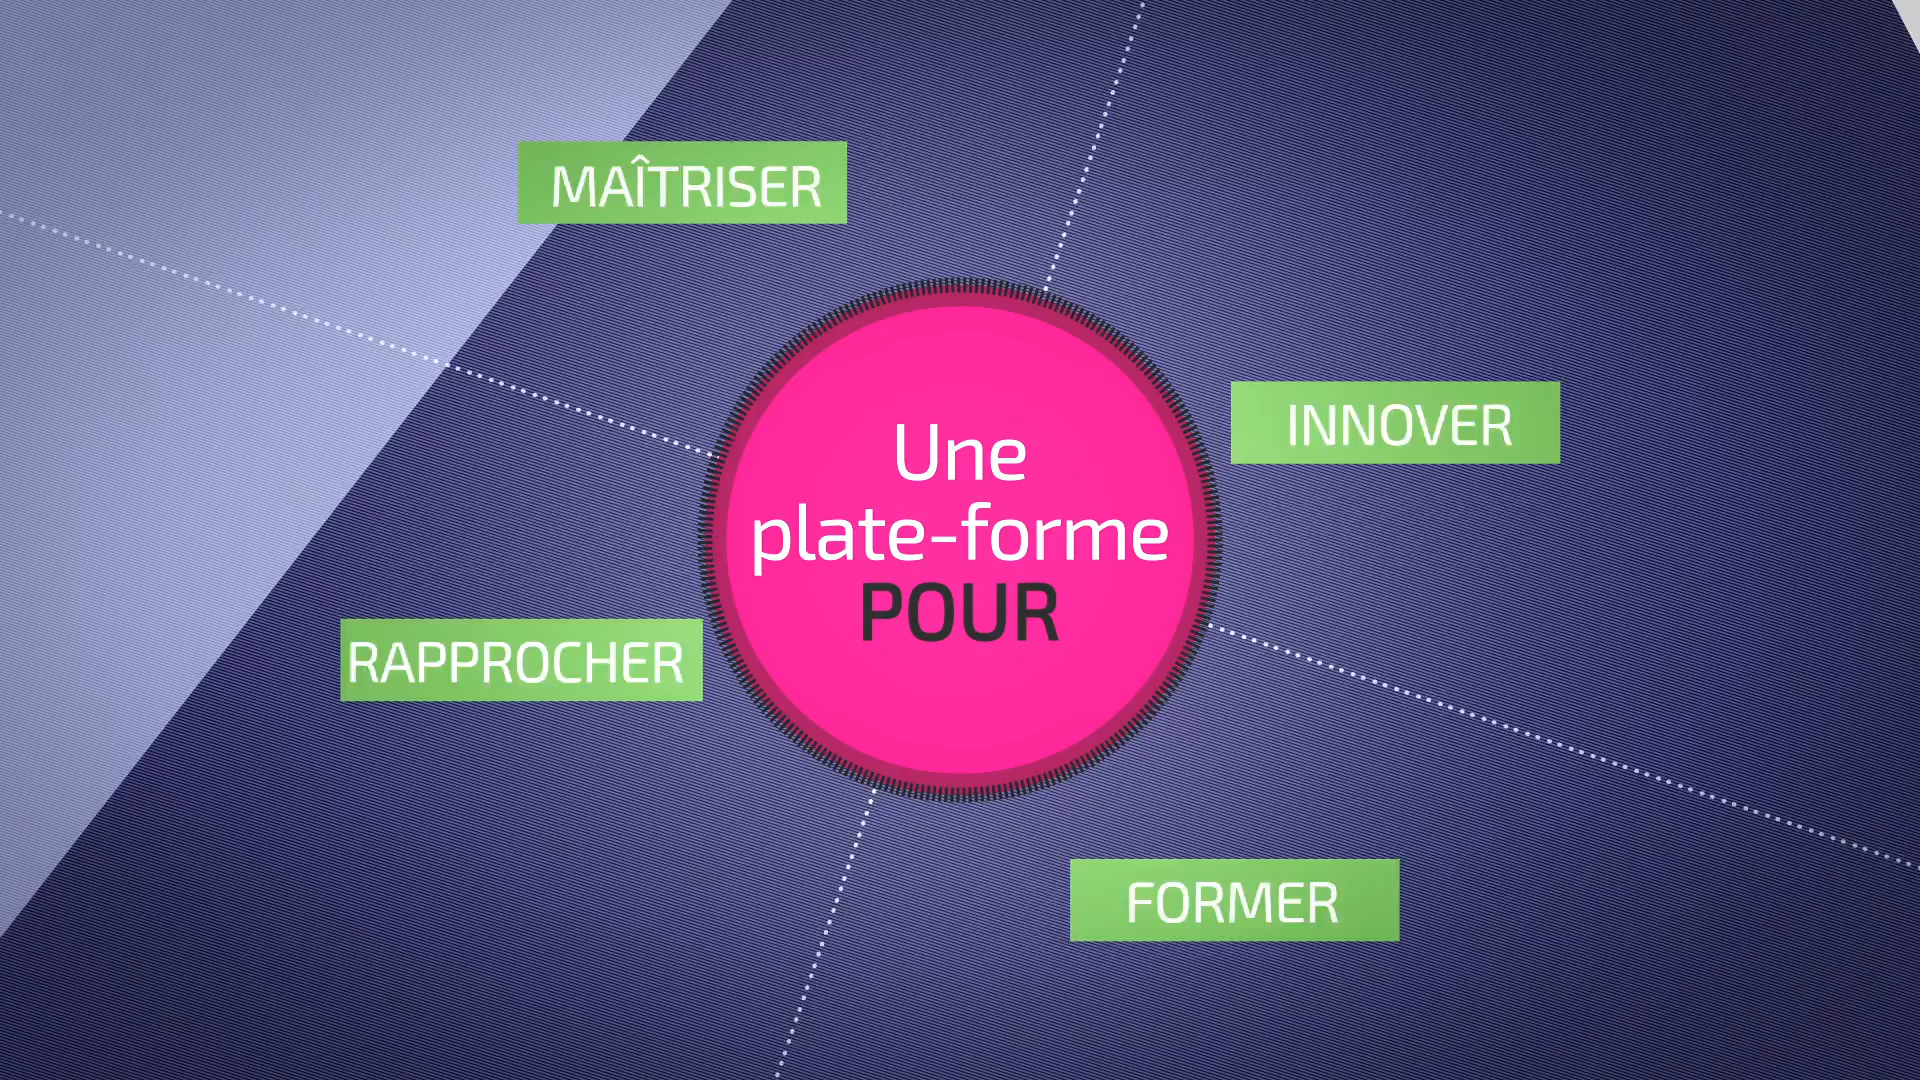 MAÎTRISER
INNOVER
Une
plate-forme
POUR
RAPPROCHER
FORMER